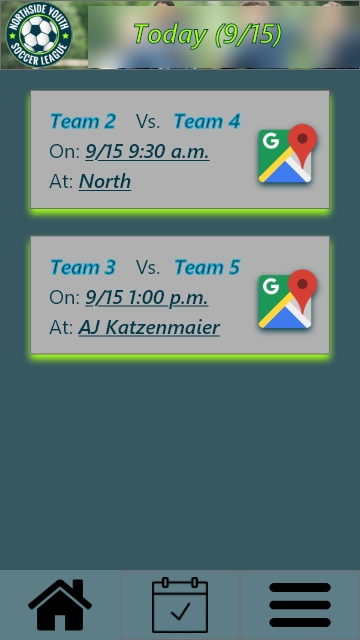 NORTHSIDE YOUTH
SOCCER LEAGUE
Today (9/15)
Team 2 Vs. Team 4
On: 9/15 9:30 a.m.
At: North
G
Team 3 Vs. Team 5
On: 9/15 1:00 p.m.
At: AJ Katzenmaier
G